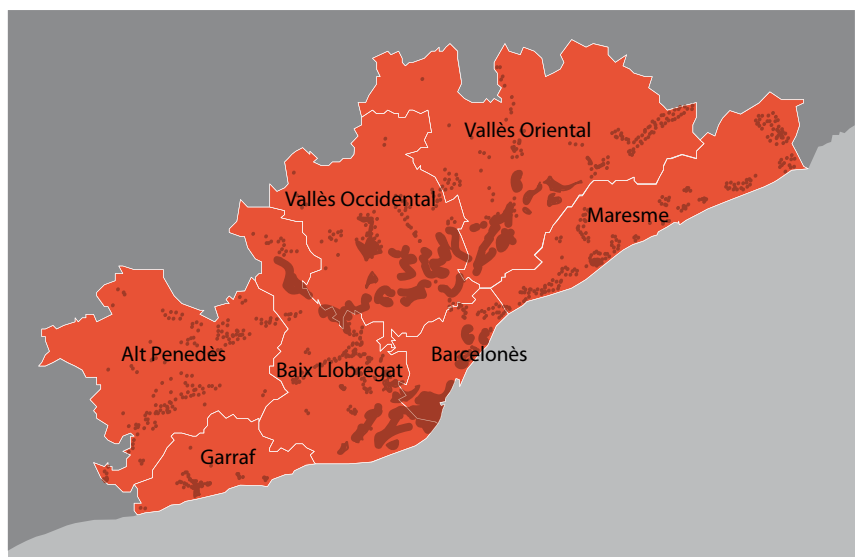 Vallès Oriental
Vallès Occidental
Maresme
Alt Penedès
Baix Llobregat
Barcelonès
Garraf